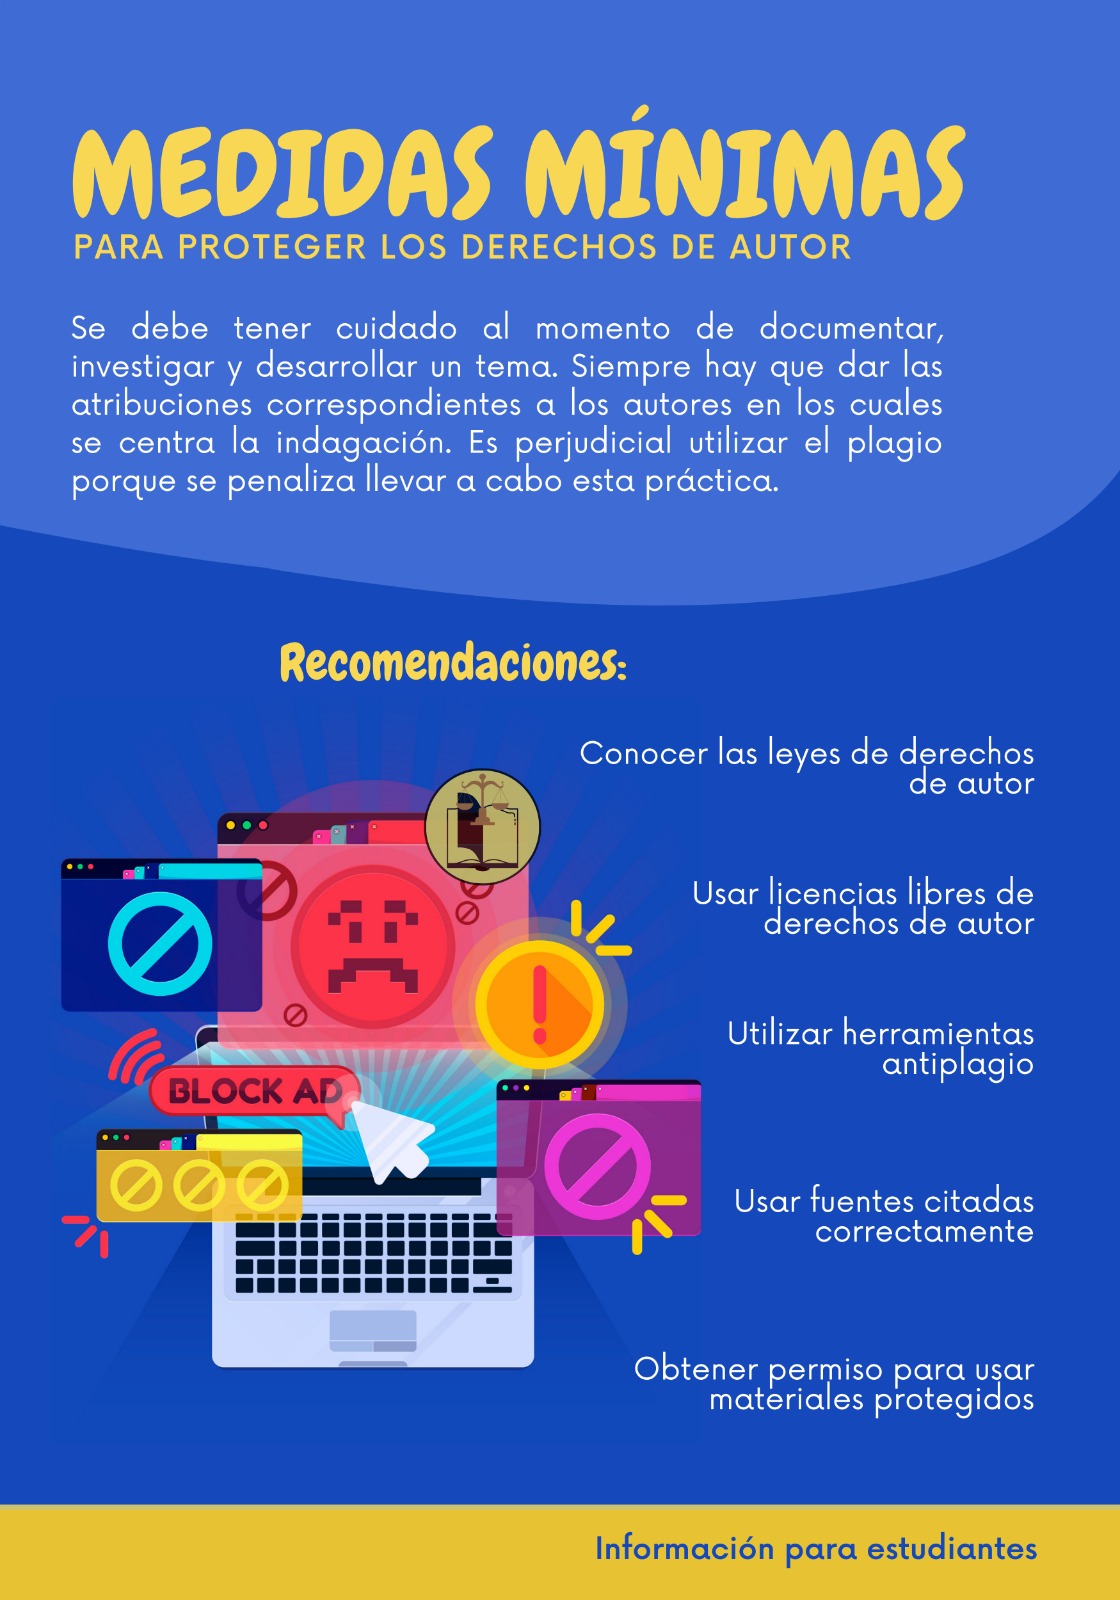 MEDIDAS MÍNIMAS
PARA PROTEGER LOS DERECHOS DE AUTOR
Se debe tener cuidado al momento de documentar,
investigar y desarrollar un tema. Siempre hay que dar las
atribuciones correspondientes a los autores en los cuales
se centra la indagación. Es perjudicial utilizar el plagio
porque se penaliza llevar a cabo esta práctica.
Recomendaciones:
Conocer las leyes de derechos
de autor
Usar licencias libres de
derechos de autor
Utilizar herramientas
antiplagio
BLOCK AD
Usar fuentes citadas
correctamente
Obtener permiso para usar
materiales protegidos
Información para estudiantes